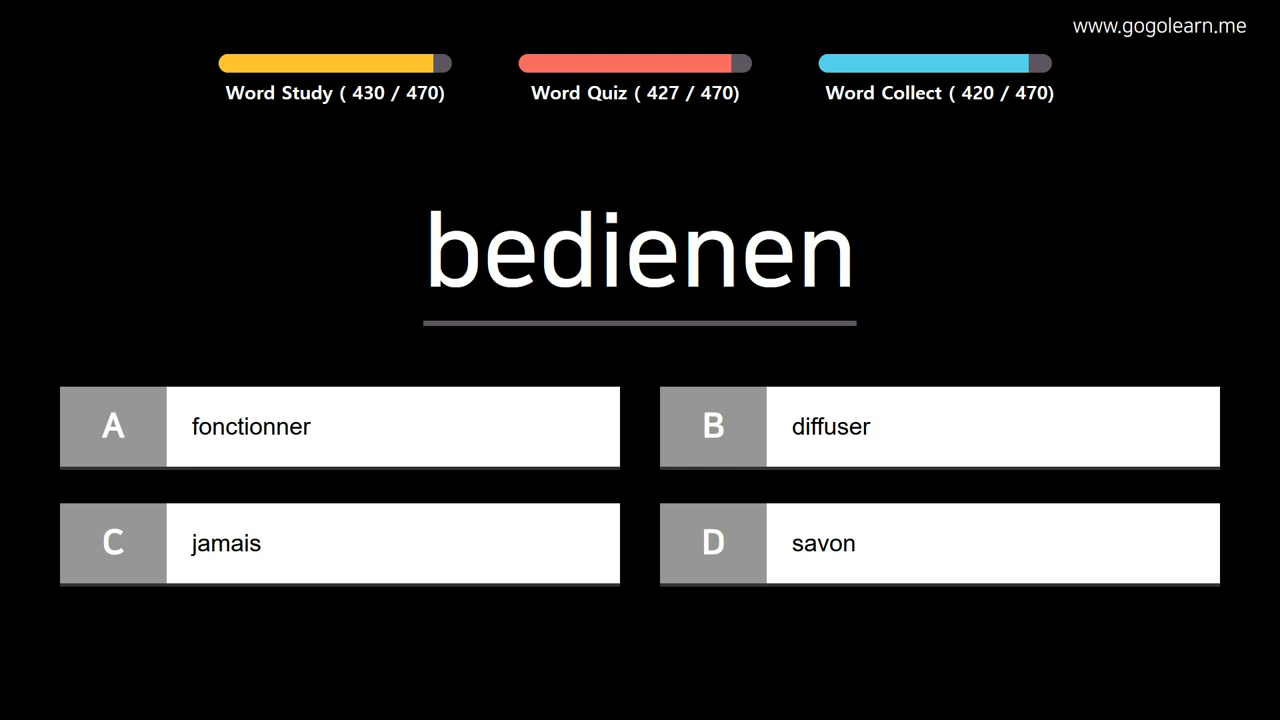 www.gogolearn.me
Word Study ( 430 / 470)
Word Quiz ( 427 / 470)
Word Collect ( 420 / 470)
bedienen
A fonctionner
B diffuser
C jamais
D savon